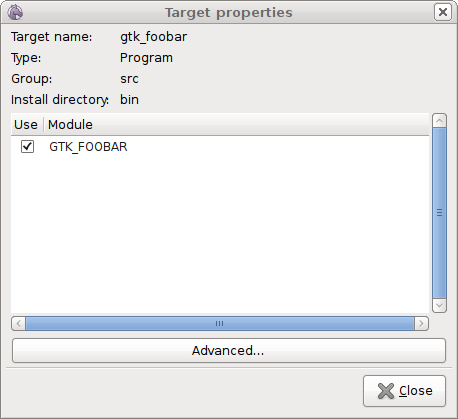 Target properties
Target name: gtk_foobar
Type: Program
Group: src
Install directory: bin
Use Module
GTK_FOOBAR
Advanced...
Close